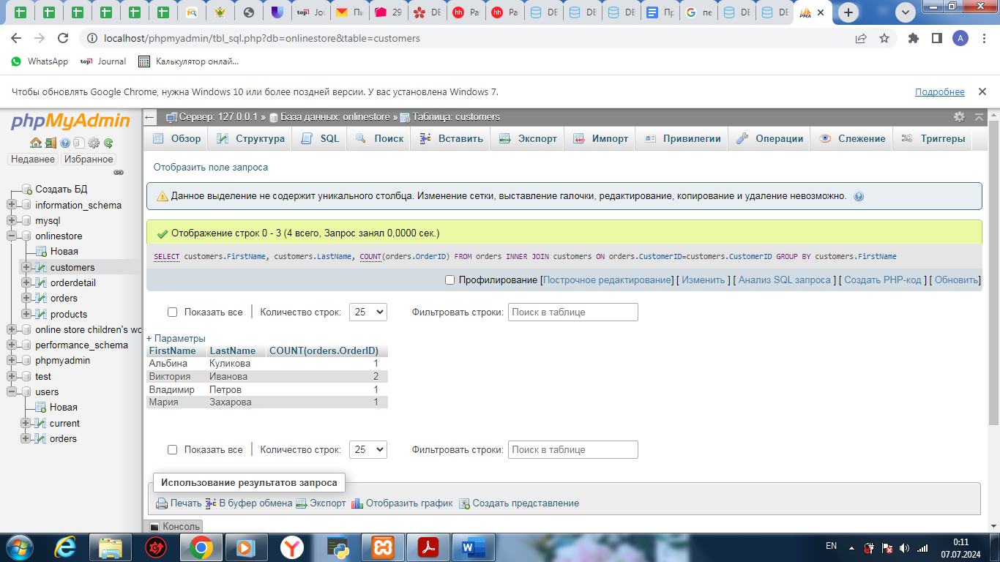 Jou
Пи
29
DE
hh Ра
hh Ра
DE
DE
DE
Пр
пе
DE
DE
localhost/phpmyadmin/tbl_sql.php?db=onlinestore&table=customers
A
WhatsApp top1 Journal Калькулятор онлай...
Чтобы обновлять Google Chrome, нужна Windows 10 или более поздней версии. У вас установлена Windows 7. Подробнее
phpMyAdmin
Недавнее Избранное
Создать БД
information_schema
mysql
onlinestore
Новая
customers
orderdetail
orders
products
online store children's wo
performance_schema
phpmyadmin
test
users
Новая
current
orders
Сервер: 127.0.0.1 » База данных: onlinestore » Таблица: customers
Обзор Структура SQL Поиск Вставить Экспорт Импорт Привилегии Операции Слежение Триггеры
Отобразить поле запроса
Данное выделение не содержит уникального столбца. Изменение сетки, выставление галочки, редактирование, копирование и удаление невозможно.
Отображение строк 0 - 3 (4 всего, Запрос занял 0,0000 сек.)
SELECT customers.FirstName, customers.LastName, COUNT(orders.OrderID) FROM orders INNER JOIN customers ON orders.CustomerID=customers.CustomerID GROUP BY customers.FirstName
Профилирование [Построчное редактирование] [ Изменить ] [ Анализ SQL запроса ] [ Создать PHP-код ] [ Обновить]
Показать все Количество строк: 25 Фильтровать строки: Поиск в таблице
+ Параметры
FirstName LastName COUNT(orders.OrderID)
Альбина Куликова 1
Виктория Иванова 2
Владимир Петров 1
Мария Захарова 1
Показать все Количество строк: 25 Фильтровать строки: Поиск в таблице
Использование результатов запроса
Печать В буфер обмена Экспорт Отобразить график Создать представление
Консоль
EN
0:11
07.07.2024